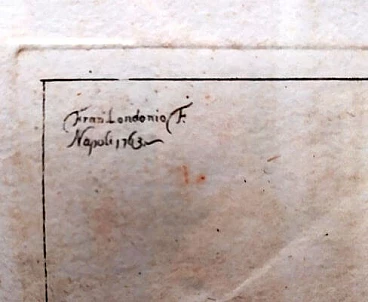 Fran. Londonio F.
Napoli 1763